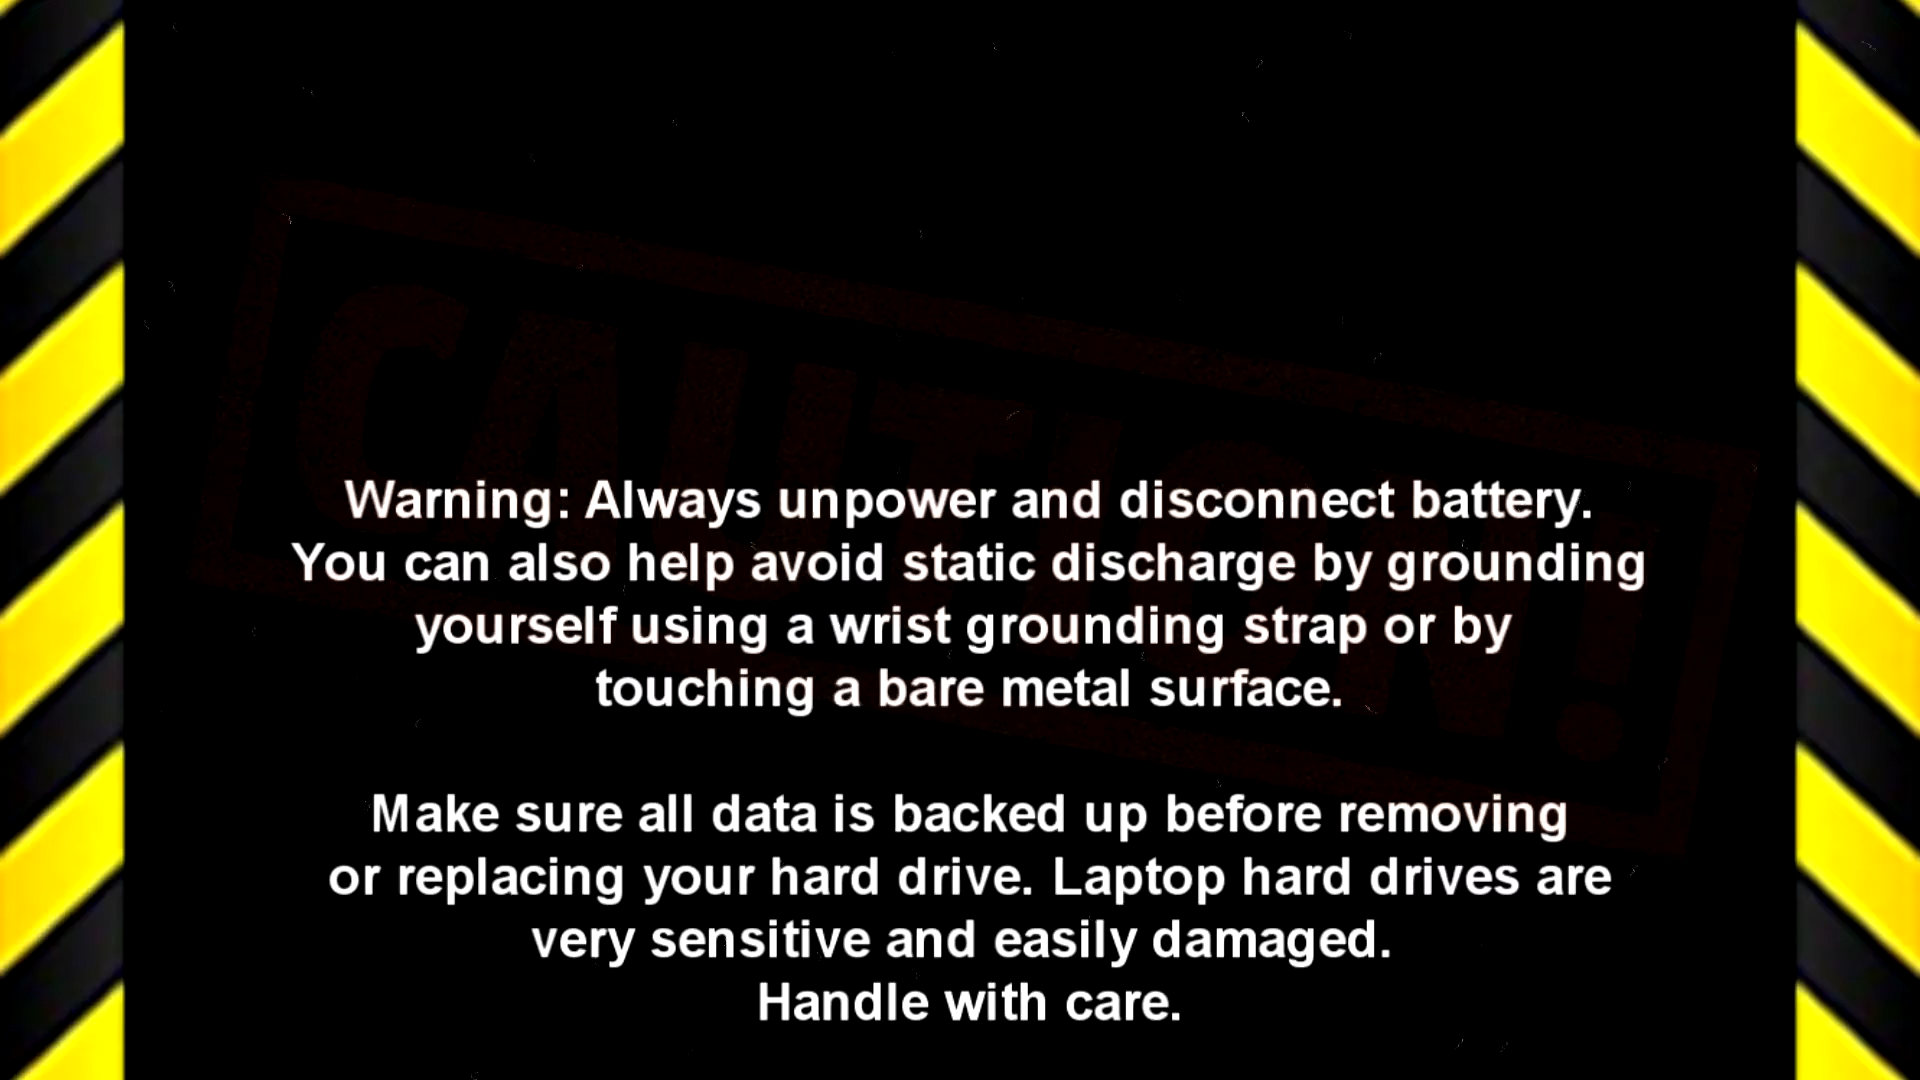 CAUTION!
Warning: Always unpower and disconnect battery.
You can also help avoid static discharge by grounding
yourself using a wrist grounding strap or by
touching a bare metal surface.
Make sure all data is backed up before removing
or replacing your hard drive. Laptop hard drives are
very sensitive and easily damaged.
Handle with care.